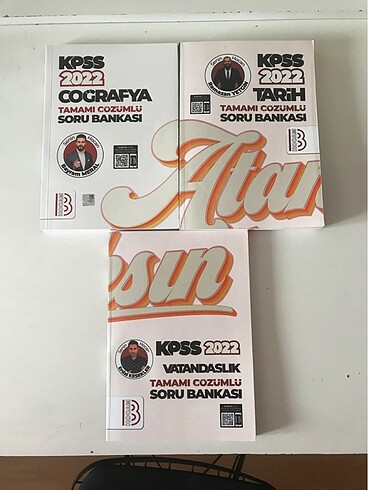 KPSS
2022
COĞRAFYA
TAMAMI ÇÖZÜMLÜ
SORU BANKASI
Bayram MERAL
KPSS
2022
TARİH
TAMAMI ÇÖZÜMLÜ
SORU BANKASI
Ramazan YETGİN
Atan
sın
KPSS 2022
VATANDAŞLIK
TAMAMI ÇÖZÜMLÜ
SORU BANKASI